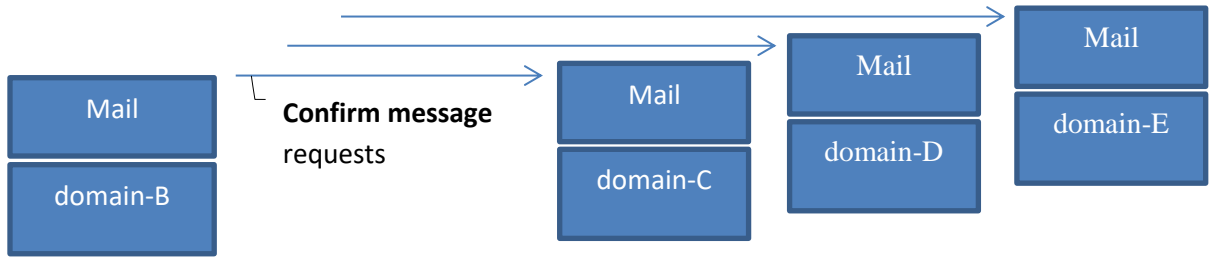 Mail
domain-B
Confirm message
requests
Mail
domain-C
Mail
domain-D
Mail
domain-E